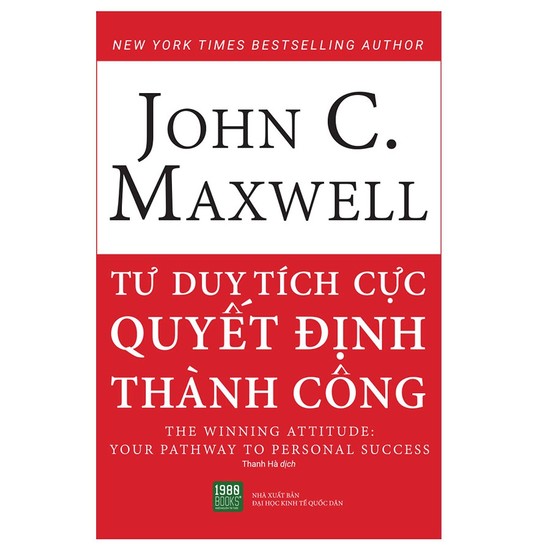 NEW YORK TIMES BESTSELLING AUTHOR
JOHN C.
MAXWELL
TƯ DUY TÍCH CỰC
QUYẾT ĐỊNH
THÀNH CÔNG
THE WINNING ATTITUDE:
YOUR PATHWAY TO PERSONAL SUCCESS
Thanh Hà dịch
1980
BOOKS
NHÀ XUẤT BẢN
ĐẠI HỌC KINH TẾ QUỐC DÂN